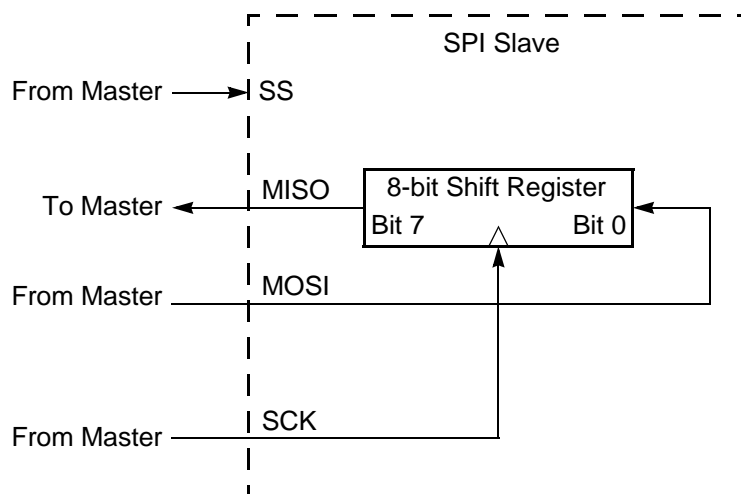 SPI Slave
From Master
SS
MISO
8-bit Shift Register
To Master
Bit 7
Bit 0
From Master
MOSI
From Master
SCK